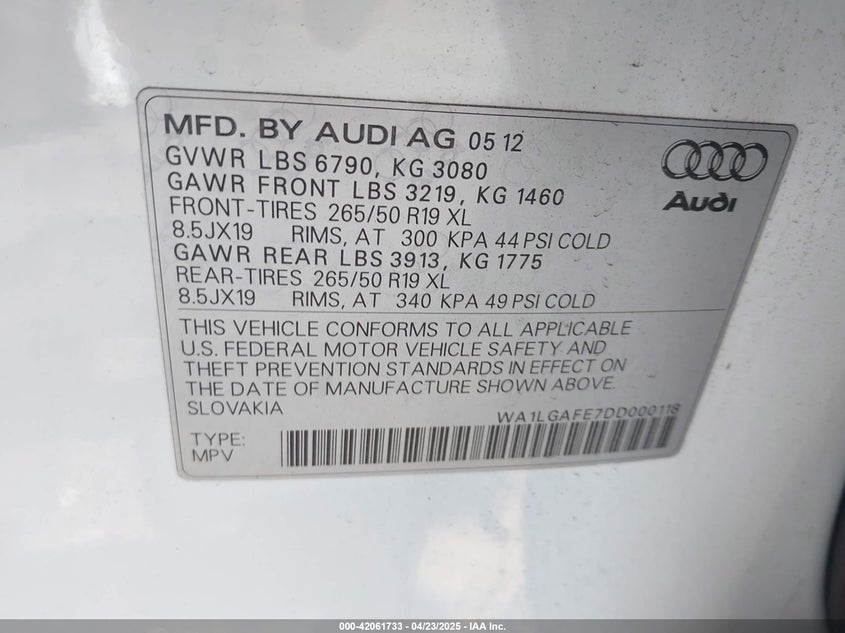 MFD. BY AUDI AG 05 12
GVWR LBS 6790, KG 3080
GAWR FRONT LBS 3219, KG 1460
FRONT-TIRES 265/50 R19 XL
8.5JX19 RIMS, AT 300 KPA 44 PSI COLD
GAWR REAR LBS 3913, KG 1775
REAR-TIRES 265/50 R19 XL
8.5JX19 RIMS, AT 340 KPA 49 PSI COLD
Audi
THIS VEHICLE CONFORMS TO ALL APPLICABLE
U.S. FEDERAL MOTOR VEHICLE SAFETY AND
THEFT PREVENTION STANDARDS IN EFFECT ON
THE DATE OF MANUFACTURE SHOWN ABOVE.
SLOVAKIA
WA1LGAFE7DD000118
TYPE:
MPV
000-42061733 - 04/23/2025 - IAA Inc.